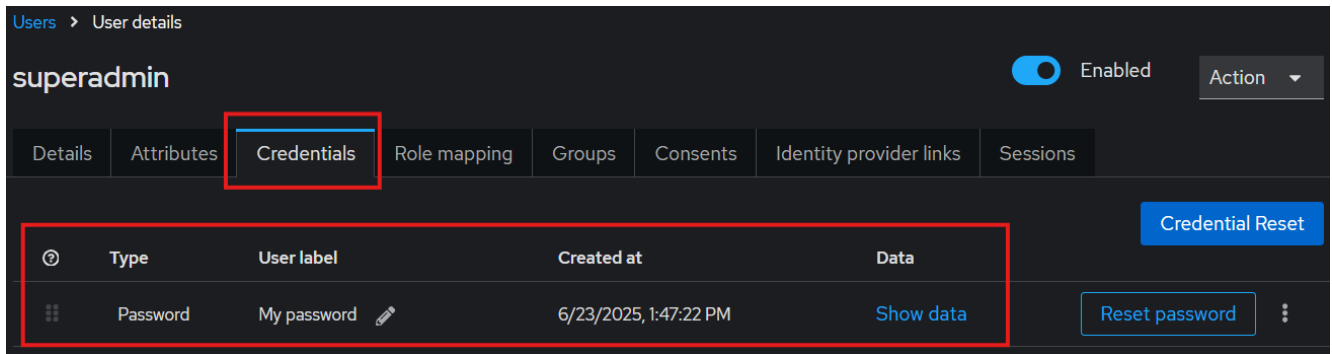 Users > User details
superadmin
Enabled
Action
Details Attributes Credentials Role mapping Groups Consents Identity provider links Sessions
Credential Reset
Type User label Created at Data
Password My password 6/23/2025, 1:47:22 PM Show data Reset password